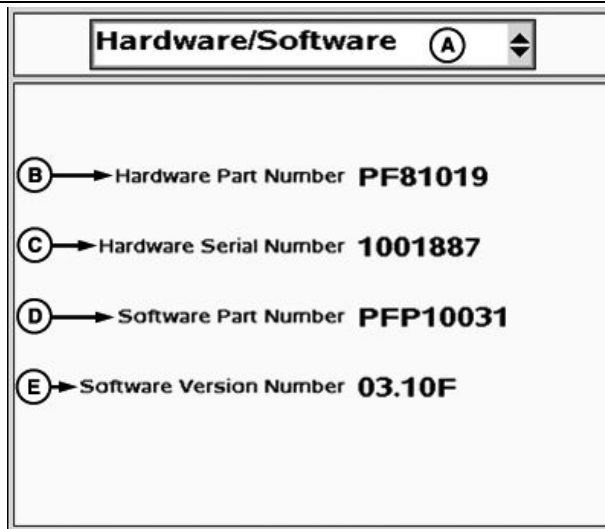 Hardware/Software A
B Hardware Part Number PF81019
C Hardware Serial Number 1001887
D Software Part Number PFP10031
E Software Version Number 03.10F